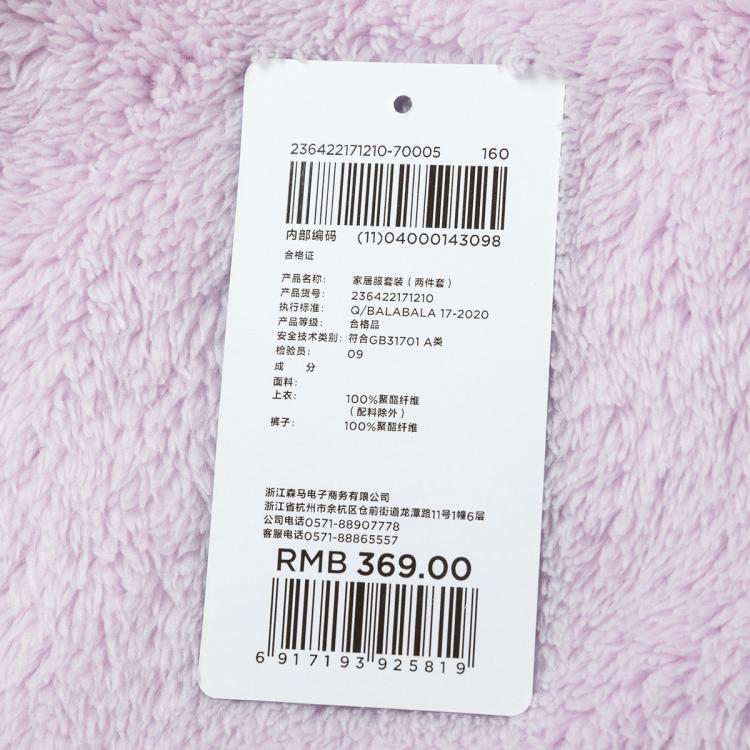 236422171210-70005 160
内部编码 (11)04000143098
合格证
产品名称: 家居服套装（两件套）
产品货号: 236422171210
执行标准: Q/BALABALA 17-2020
产品等级: 合格品
安全技术类别: 符合GB31701 A类
检验员: 09
成 分
面料:
上衣: 100%聚酯纤维
（配料除外）
裤子: 100%聚酯纤维
浙江森马电子商务有限公司
浙江省杭州市余杭区仓前街道龙潭路11号1幢6层
公司电话0571-88907778
客服电话0571-88865557
RMB 369.00
6 917193 925819